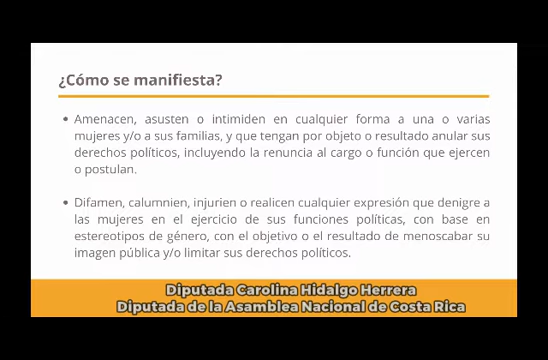 ¿Cómo se manifiesta?
• Amenacen, asusten o intimiden en cualquier forma a una o varias
mujeres y/o a sus familias, y que tengan por objeto o resultado anular sus
derechos políticos, incluyendo la renuncia al cargo o función que ejercen
o postulan.
• Difamen, calumnien, injurien o realicen cualquier expresión que denigre a
las mujeres en el ejercicio de sus funciones políticas, con base en
estereotipos de género, con el objetivo o el resultado de menoscabar su
imagen pública y/o limitar sus derechos políticos.
Diputada Carolina Hidalgo Herrera
Diputada de la Asamblea Nacional de Costa Rica